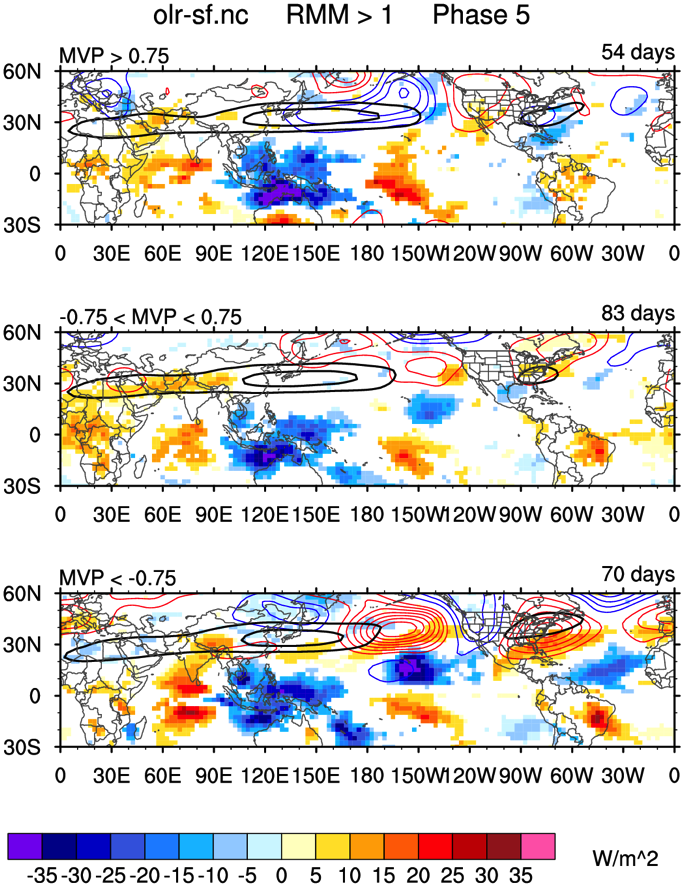 olr-sf.nc RMM > 1 Phase 5
MVP > 0.75 54 days
60N
30N
0
30S
0 30E 60E 90E 120E 150E 180 150W 120W 90W 60W 30W 0
-0.75 < MVP < 0.75 83 days
60N
30N
0
30S
0 30E 60E 90E 120E 150E 180 150W 120W 90W 60W 30W 0
MVP < -0.75 70 days
60N
30N
0
30S
0 30E 60E 90E 120E 150E 180 150W 120W 90W 60W 30W 0
-35 -30 -25 -20 -15 -10 -5 0 5 10 15 20 25 30 35 W/m^2